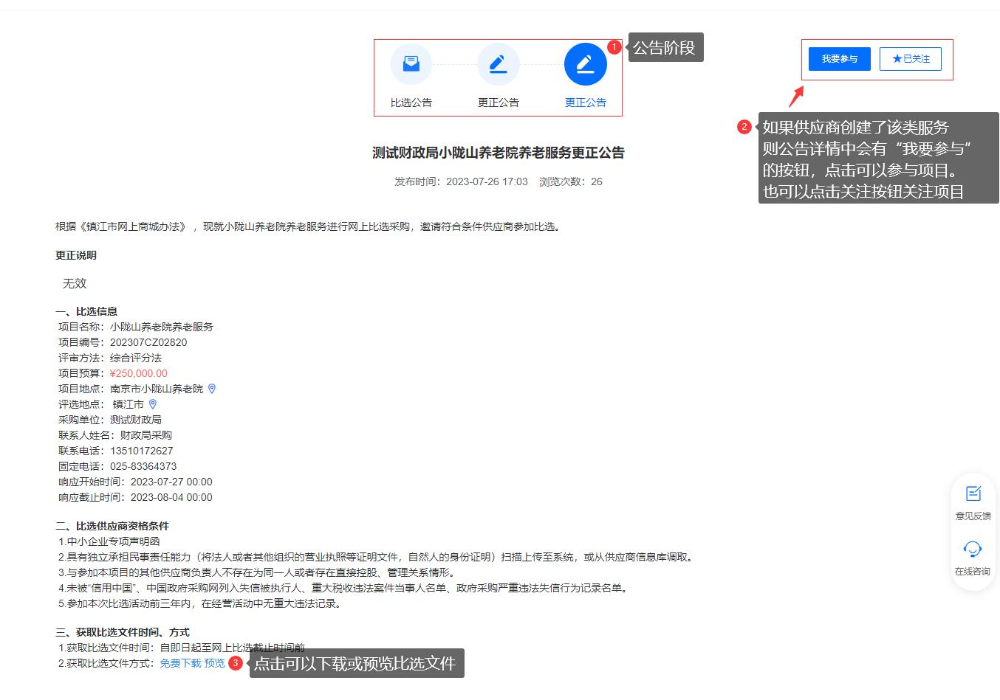 比选公告
更正公告
更正公告
1
公告阶段
我要参与
★已关注
2
如果供应商创建了该类服务
则公告详情中会有“我要参与”
的按钮，点击可以参与项目。
也可以点击关注按钮关注项目
测试财政局小陇山养老院养老服务更正公告
发布时间：2023-07-26 17:03 浏览次数：26
根据《镇江市网上商城办法》，现就小陇山养老院养老服务进行网上比选采购，邀请符合条件供应商参加比选。
更正说明
无效
一、比选信息
项目名称：小陇山养老院养老服务
项目编号：202307CZ02820
评审方法：综合评分法
项目预算：¥250,000.00
项目地点：南京市小陇山养老院
评选地点： 镇江市
采购单位：测试财政局
联系人姓名：财政局采购
联系电话：13510172627
固定电话：025-83364373
响应开始时间：2023-07-27 00:00
响应截止时间：2023-08-04 00:00
二、比选供应商资格条件
1.中小企业专项声明函
2.具有独立承担民事责任能力（将法人或者其他组织的营业执照等证明文件，自然人的身份证明）扫描上传至系统，或从供应商信息库调取。
3.与参加本项目的其他供应商负责人不存在为同一人或者存在直接控股、管理关系情形。
4.未被“信用中国”、中国政府采购网列入失信被执行人、重大税收违法案件当事人名单、政府采购严重违法失信行为记录名单。
5.参加本次比选活动前三年内，在经营活动中无重大违法记录。
三、获取比选文件时间、方式
1.获取比选文件时间：自即日起至网上比选截止时间前
2.获取比选文件方式：免费下载 预览
3
点击可以下载或预览比选文件
意见反馈
在线咨询